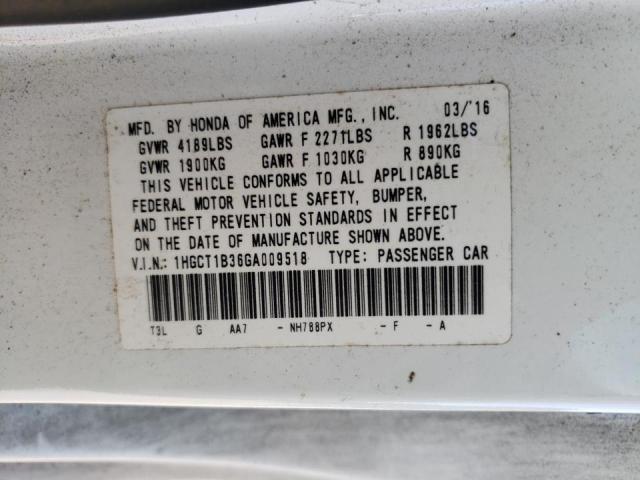 MFD. BY HONDA OF AMERICA MFG., INC. 03/'16
GVWR 4189LBS GAWR F 2271LBS R 1962LBS
GVWR 1900KG GAWR F 1030KG R 890KG
THIS VEHICLE CONFORMS TO ALL APPLICABLE
FEDERAL MOTOR VEHICLE SAFETY, BUMPER,
AND THEFT PREVENTION STANDARDS IN EFFECT
ON THE DATE OF MANUFACTURE SHOWN ABOVE.
V.I.N.: 1HGCT1B36GA009518 TYPE: PASSENGER CAR
T3L G AA7 - NH788PX - F - A